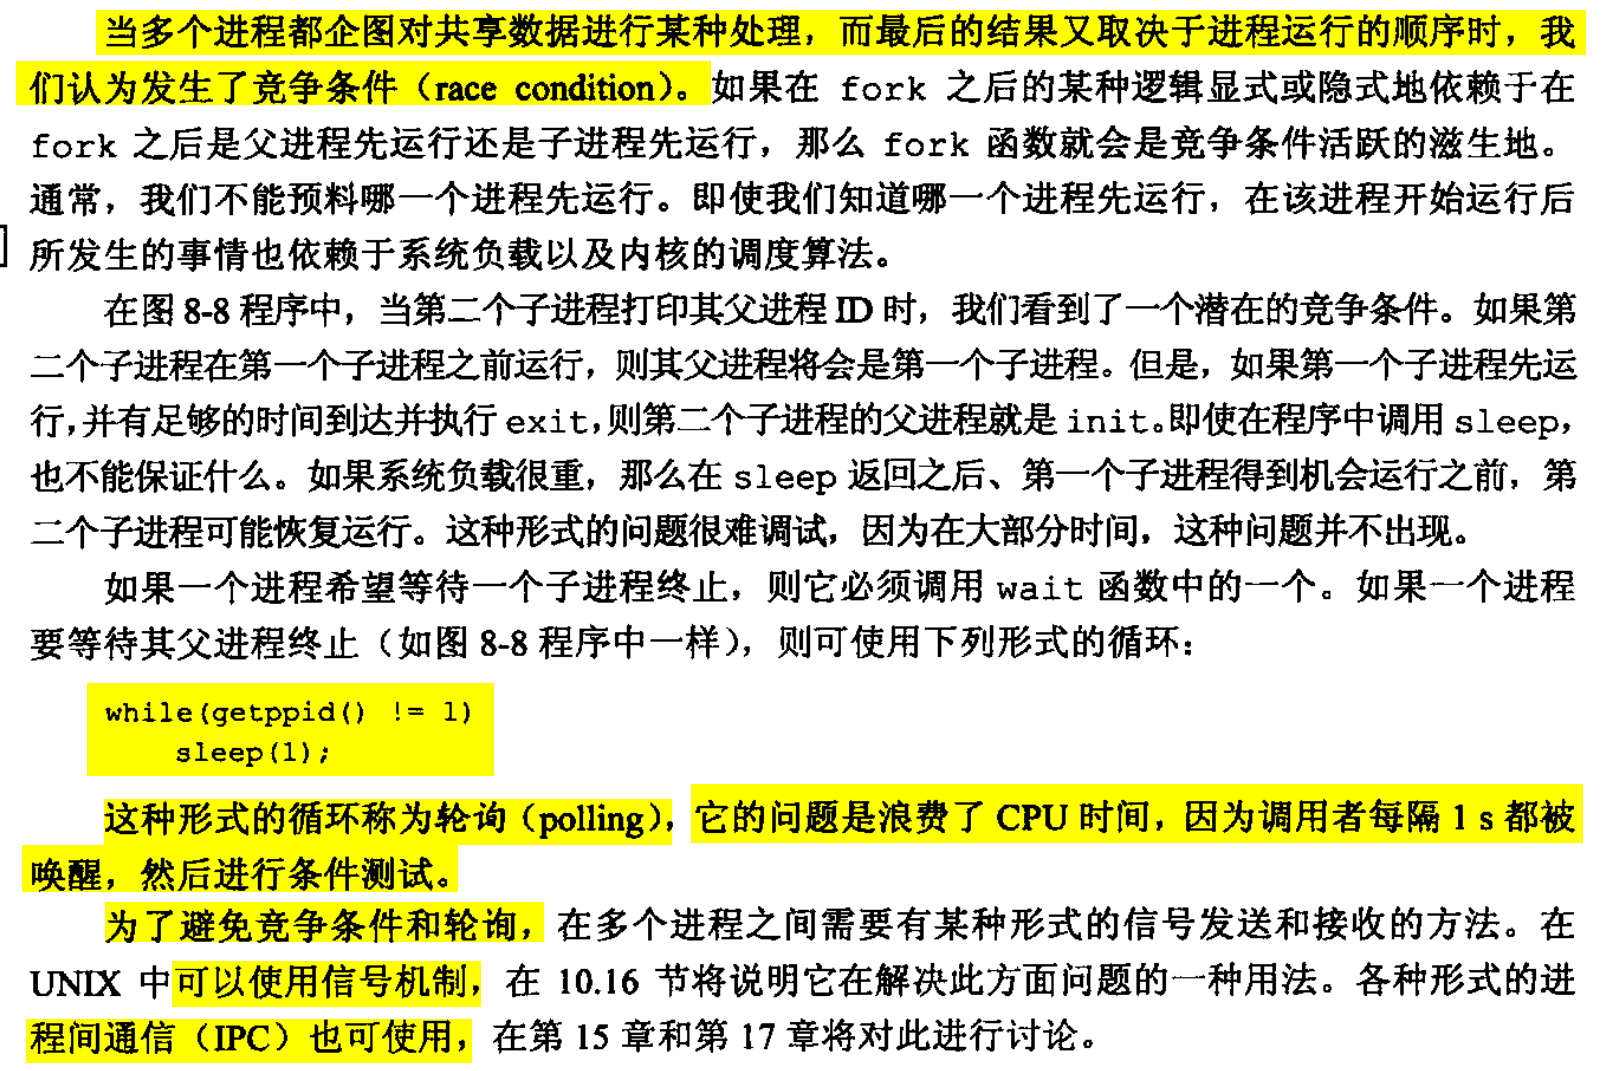 当多个进程都企图对共享数据进行某种处理，而最后的结果又取决于进程运行的顺序时，我
们认为发生了竞争条件（race condition）。如果在 fork 之后的某种逻辑显式或隐式地依赖于在
fork 之后是父进程先运行还是子进程先运行，那么 fork 函数就会是竞争条件活跃的滋生地。
通常，我们不能预料哪一个进程先运行。即使我们知道哪一个进程先运行，在该进程开始运行后
所发生的事情也依赖于系统负载以及内核的调度算法。
在图 8-8 程序中，当第二个子进程打印其父进程 ID 时，我们看到了一个潜在的竞争条件。如果第
二个子进程在第一个子进程之前运行，则其父进程将会是第一个子进程。但是，如果第一个子进程先运
行，并有足够的时间到达并执行 exit，则第二个子进程的父进程就是 init。即使在程序中调用 sleep，
也不能保证什么。如果系统负载很重，那么在 sleep 返回之后、第一个子进程得到机会运行之前，第
二个子进程可能恢复运行。这种形式的问题很难调试，因为在大部分时间，这种问题并不出现。
如果一个进程希望等待一个子进程终止，则它必须调用 wait 函数中的一个。如果一个进程
要等待其父进程终止（如图 8-8 程序中一样），则可使用下列形式的循环：
while(getppid() != 1)
sleep(1);
这种形式的循环称为轮询（polling），它的问题是浪费了 CPU 时间，因为调用者每隔 1 s 都被
唤醒，然后进行条件测试。
为了避免竞争条件和轮询，在多个进程之间需要有某种形式的信号发送和接收的方法。在
UNIX 中可以使用信号机制，在 10.16 节将说明它在解决此方面问题的一种用法。各种形式的进
程间通信（IPC）也可使用，在第 15 章和第 17 章将对此进行讨论。